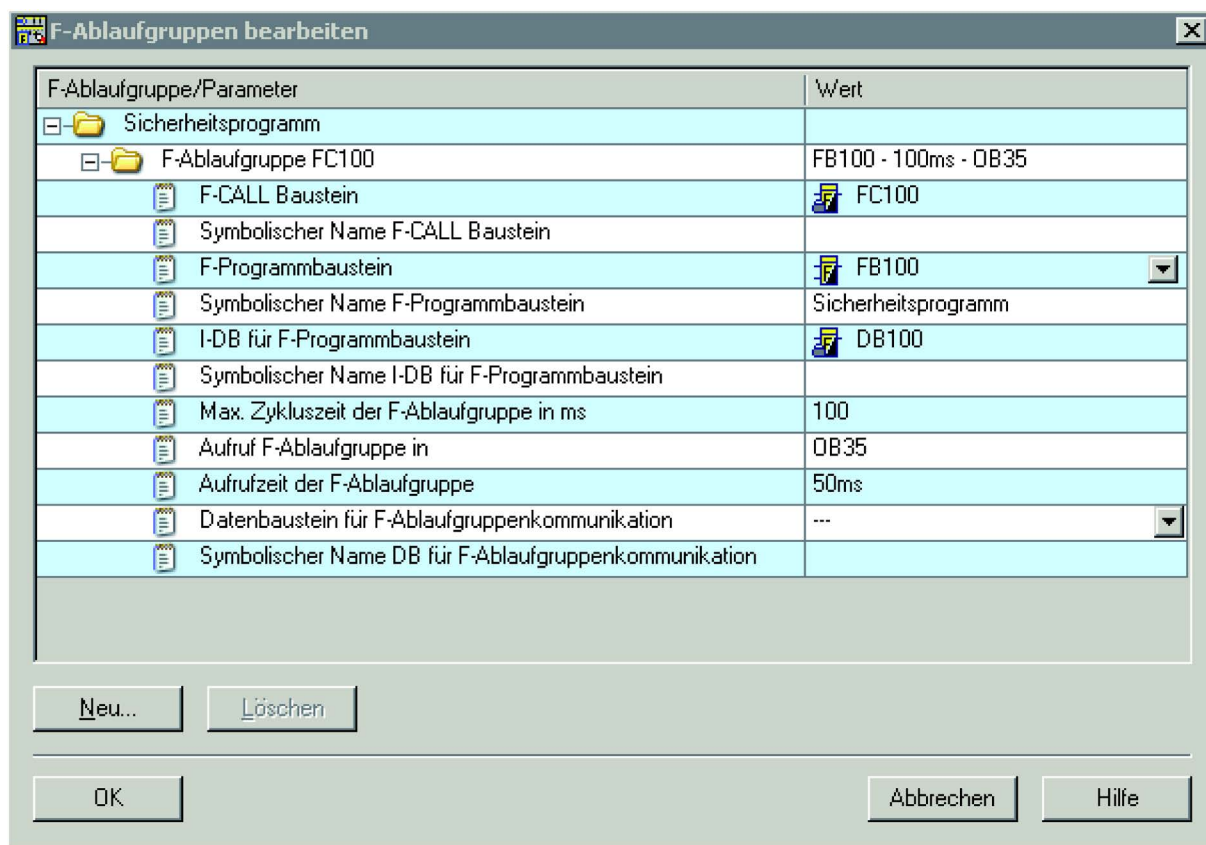 F-Ablaufgruppen bearbeiten
F-Ablaufgruppe/Parameter Wert
Sicherheitsprogramm
F-Ablaufgruppe FC100 FB100 - 100ms - OB35
F-CALL Baustein FC100
Symbolischer Name F-CALL Baustein
F-Programmbaustein FB100
Symbolischer Name F-Programmbaustein Sicherheitsprogramm
I-DB für F-Programmbaustein DB100
Symbolischer Name I-DB für F-Programmbaustein
Max. Zykluszeit der F-Ablaufgruppe in ms 100
Aufruf F-Ablaufgruppe in OB35
Aufrufzeit der F-Ablaufgruppe 50ms
Datenbaustein für F-Ablaufgruppenkommunikation ---
Symbolischer Name DB für F-Ablaufgruppenkommunikation
Neu... Löschen
OK Abbrechen Hilfe